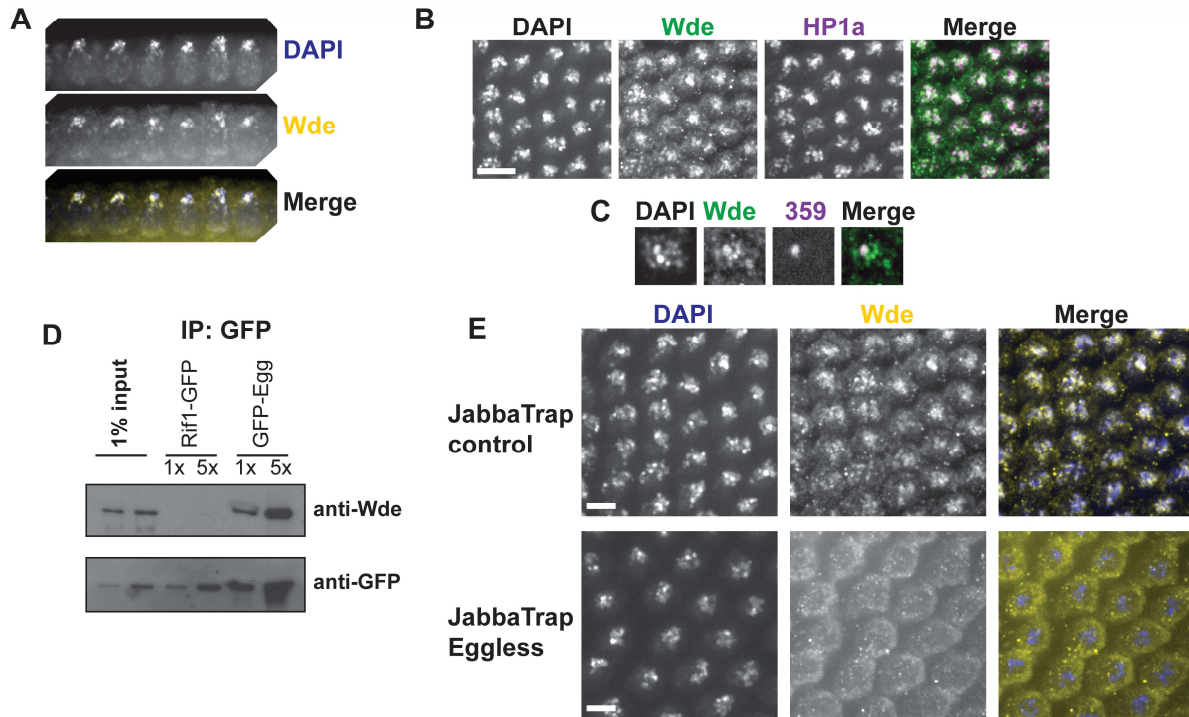 A
DAPI
Wde
Merge
B
DAPI Wde HP1a Merge
C
DAPI Wde 359 Merge
D
IP: GFP
1% input
Rif1-GFP
GFP-Egg
1x 5x 1x 5x
anti-Wde
anti-GFP
E
DAPI Wde Merge
JabbaTrap
control
JabbaTrap
Eggless